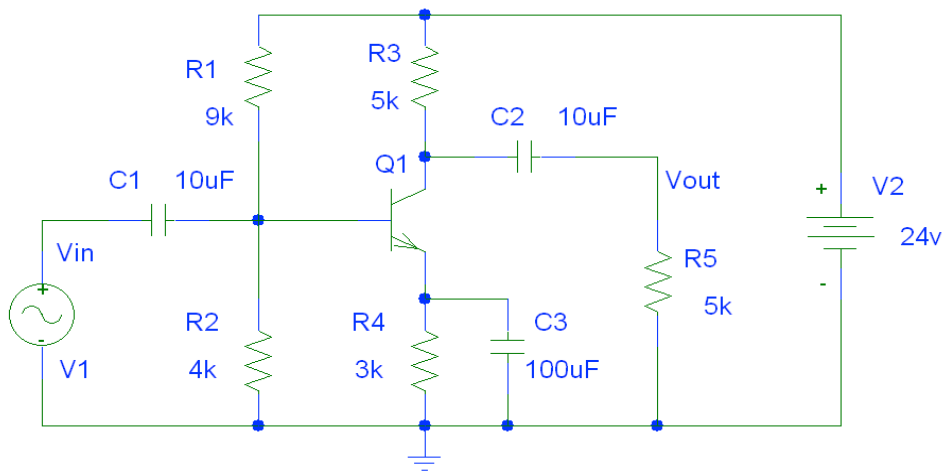 R1
9k
R3
5k
C2 10uF
Q1
C1 10uF
Vout
+
V2
24v
-
Vin
+
-
V1
R2
4k
R4
3k
C3
100uF
R5
5k